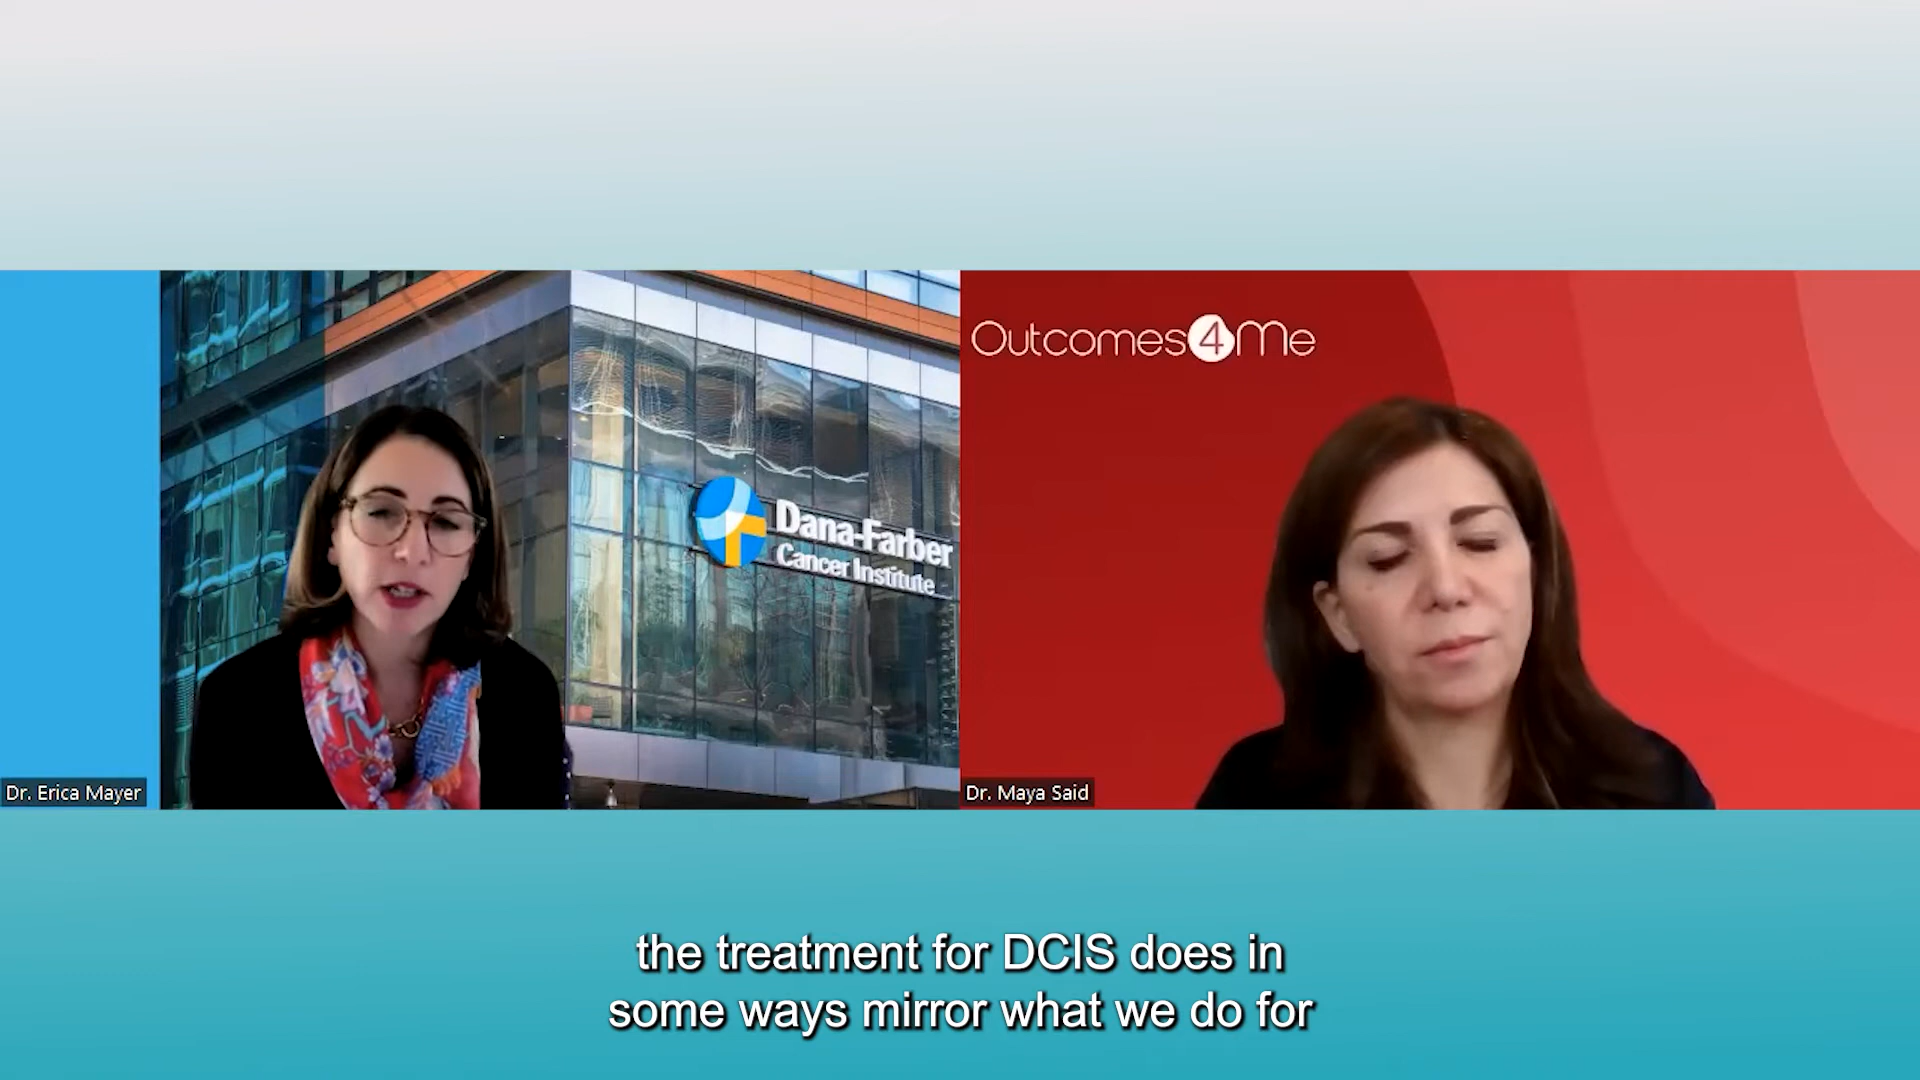 Outcomes4Me
Dana-Farber
Cancer Institute
Dr. Erica Mayer
Dr. Maya Said
the treatment for DCIS does in
some ways mirror what we do for